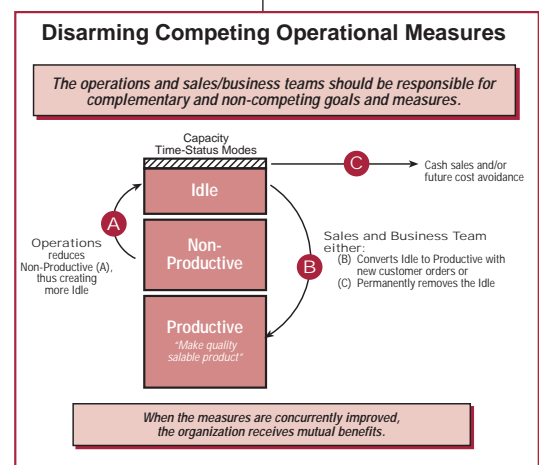 Disarming Competing Operational Measures
The operations and sales/business teams should be responsible for
complementary and non-competing goals and measures.
Capacity
Time-Status Modes
C
Cash sales and/or
future cost avoidance
Idle
A
Operations
reduces
Non-Productive (A),
thus creating
more Idle
Non-
Productive
B
Sales and Business Team
either:
(B) Converts Idle to Productive with
new customer orders or
(C) Permanently removes the Idle
Productive
"Make quality
salable product"
When the measures are concurrently improved,
the organization receives mutual benefits.